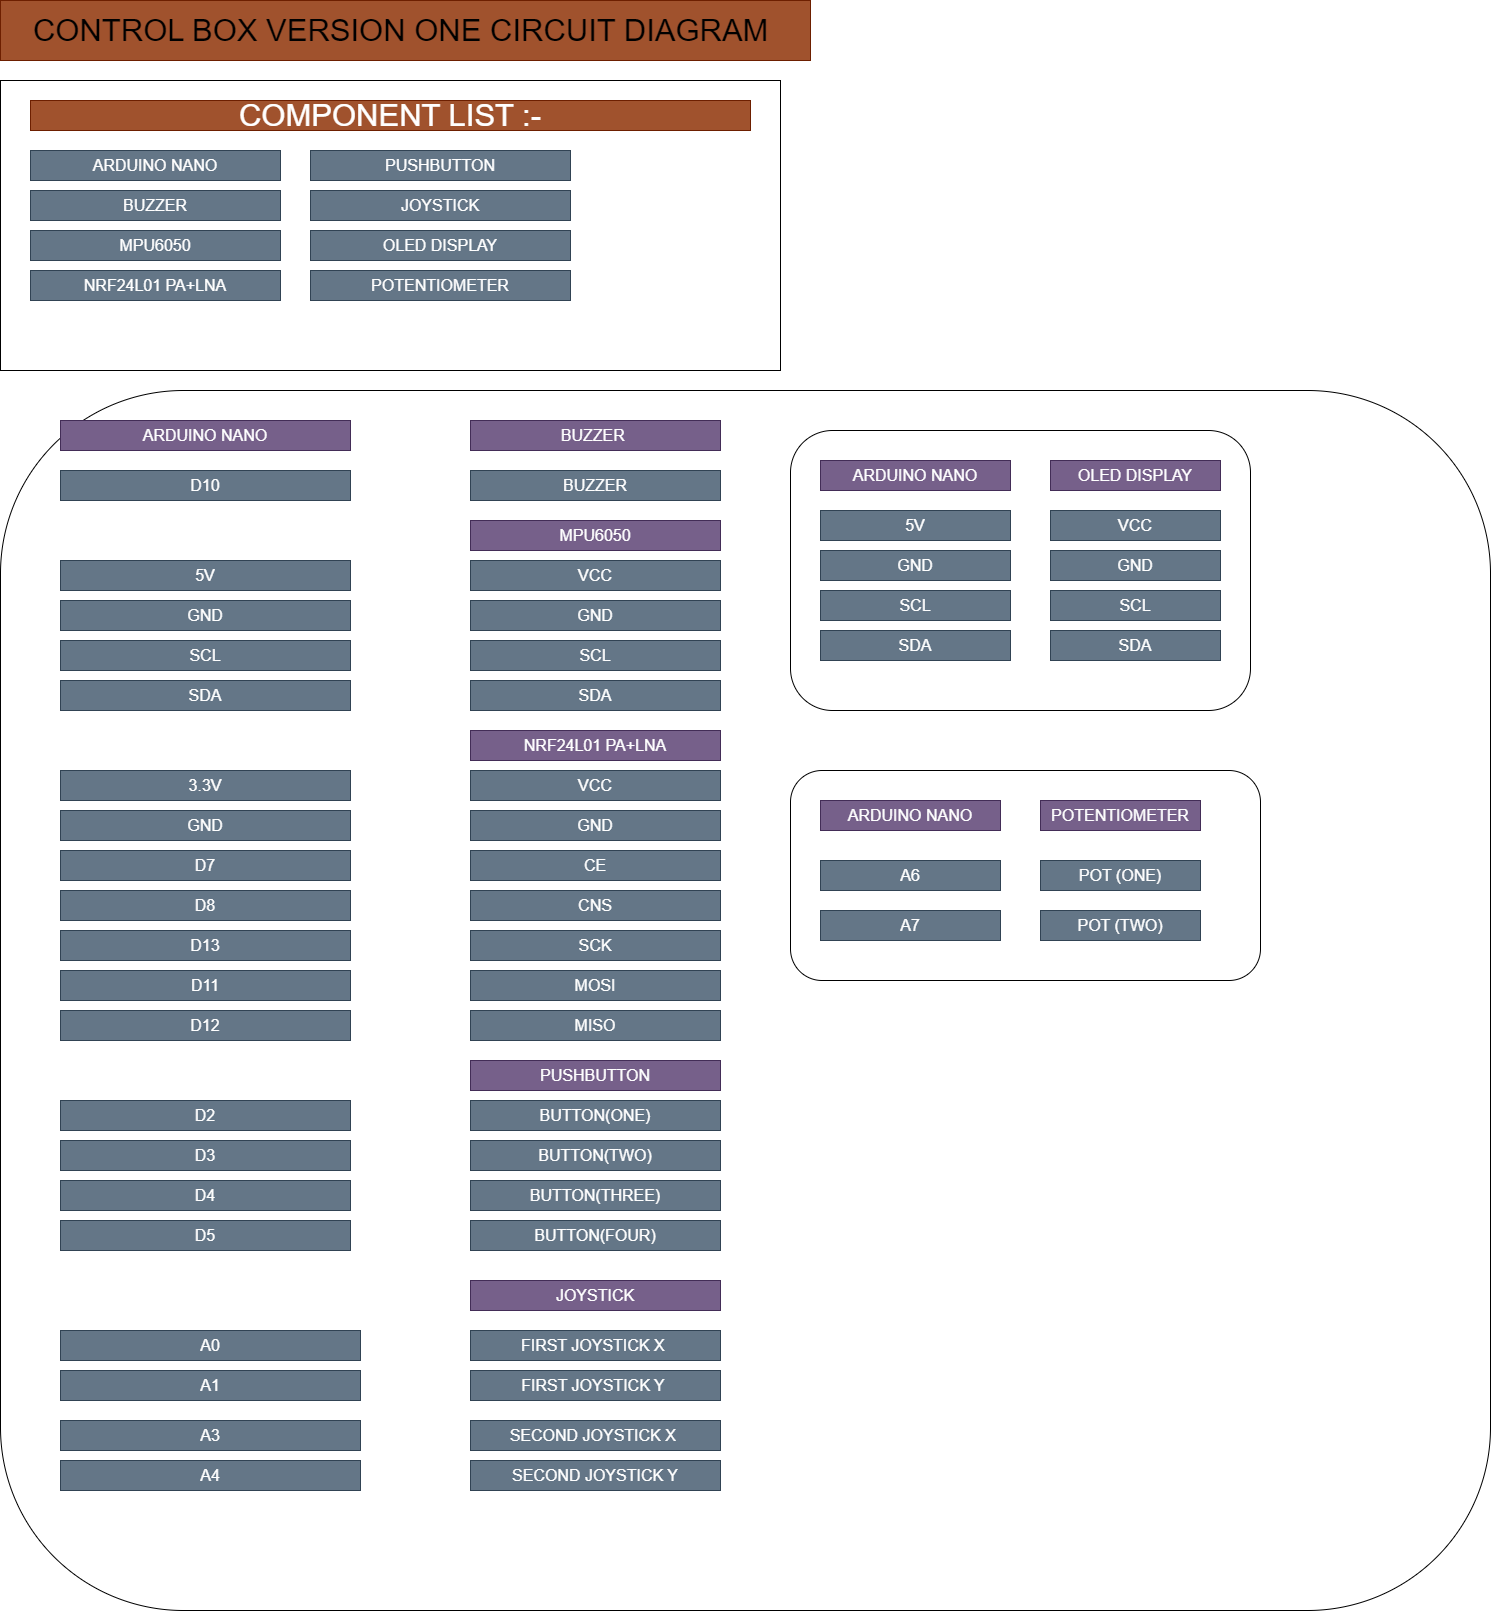 CONTROL BOX VERSION ONE CIRCUIT DIAGRAM
COMPONENT LIST :-
ARDUINO NANO PUSHBUTTON
BUZZER JOYSTICK
MPU6050 OLED DISPLAY
NRF24L01 PA+LNA POTENTIOMETER
ARDUINO NANO BUZZER
D10 BUZZER
MPU6050
5V VCC
GND GND
SCL SCL
SDA SDA
NRF24L01 PA+LNA
3.3V VCC
GND GND
D7 CE
D8 CNS
D13 SCK
D11 MOSI
D12 MISO
PUSHBUTTON
D2 BUTTON(ONE)
D3 BUTTON(TWO)
D4 BUTTON(THREE)
D5 BUTTON(FOUR)
JOYSTICK
A0 FIRST JOYSTICK X
A1 FIRST JOYSTICK Y
A3 SECOND JOYSTICK X
A4 SECOND JOYSTICK Y
ARDUINO NANO OLED DISPLAY
5V VCC
GND GND
SCL SCL
SDA SDA
ARDUINO NANO POTENTIOMETER
A6 POT (ONE)
A7 POT (TWO)